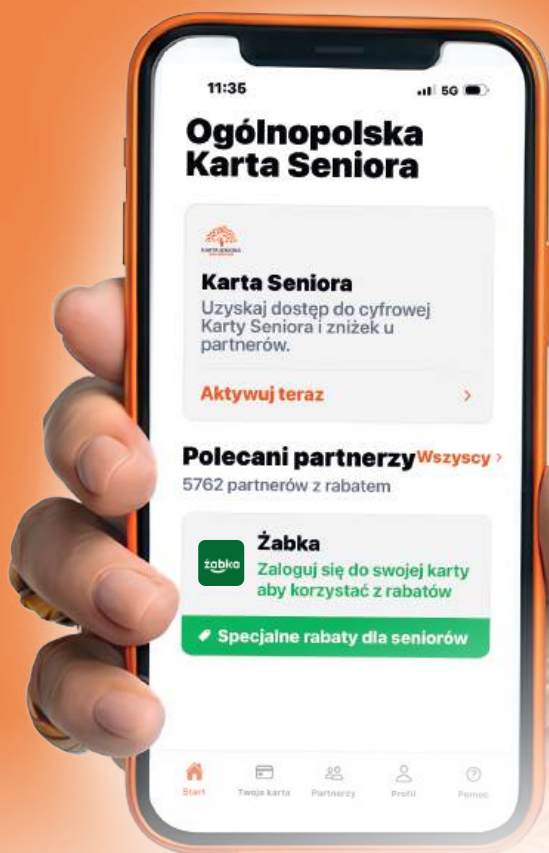 11:35
5G
Ogólnopolska
Karta Seniora
KARTA SENIORA
Karta Seniora
Uzyskaj dostęp do cyfrowej
Karty Seniora i zniżek u
partnerów.
Aktywuj teraz
Polecani partnerzy Wszyscy
5762 partnerów z rabatem
żabka
Żabka
Zaloguj się do swojej karty
aby korzystać z rabatów
Specjalne rabaty dla seniorów
Start Twoja karta Partnerzy Profil Pomoc